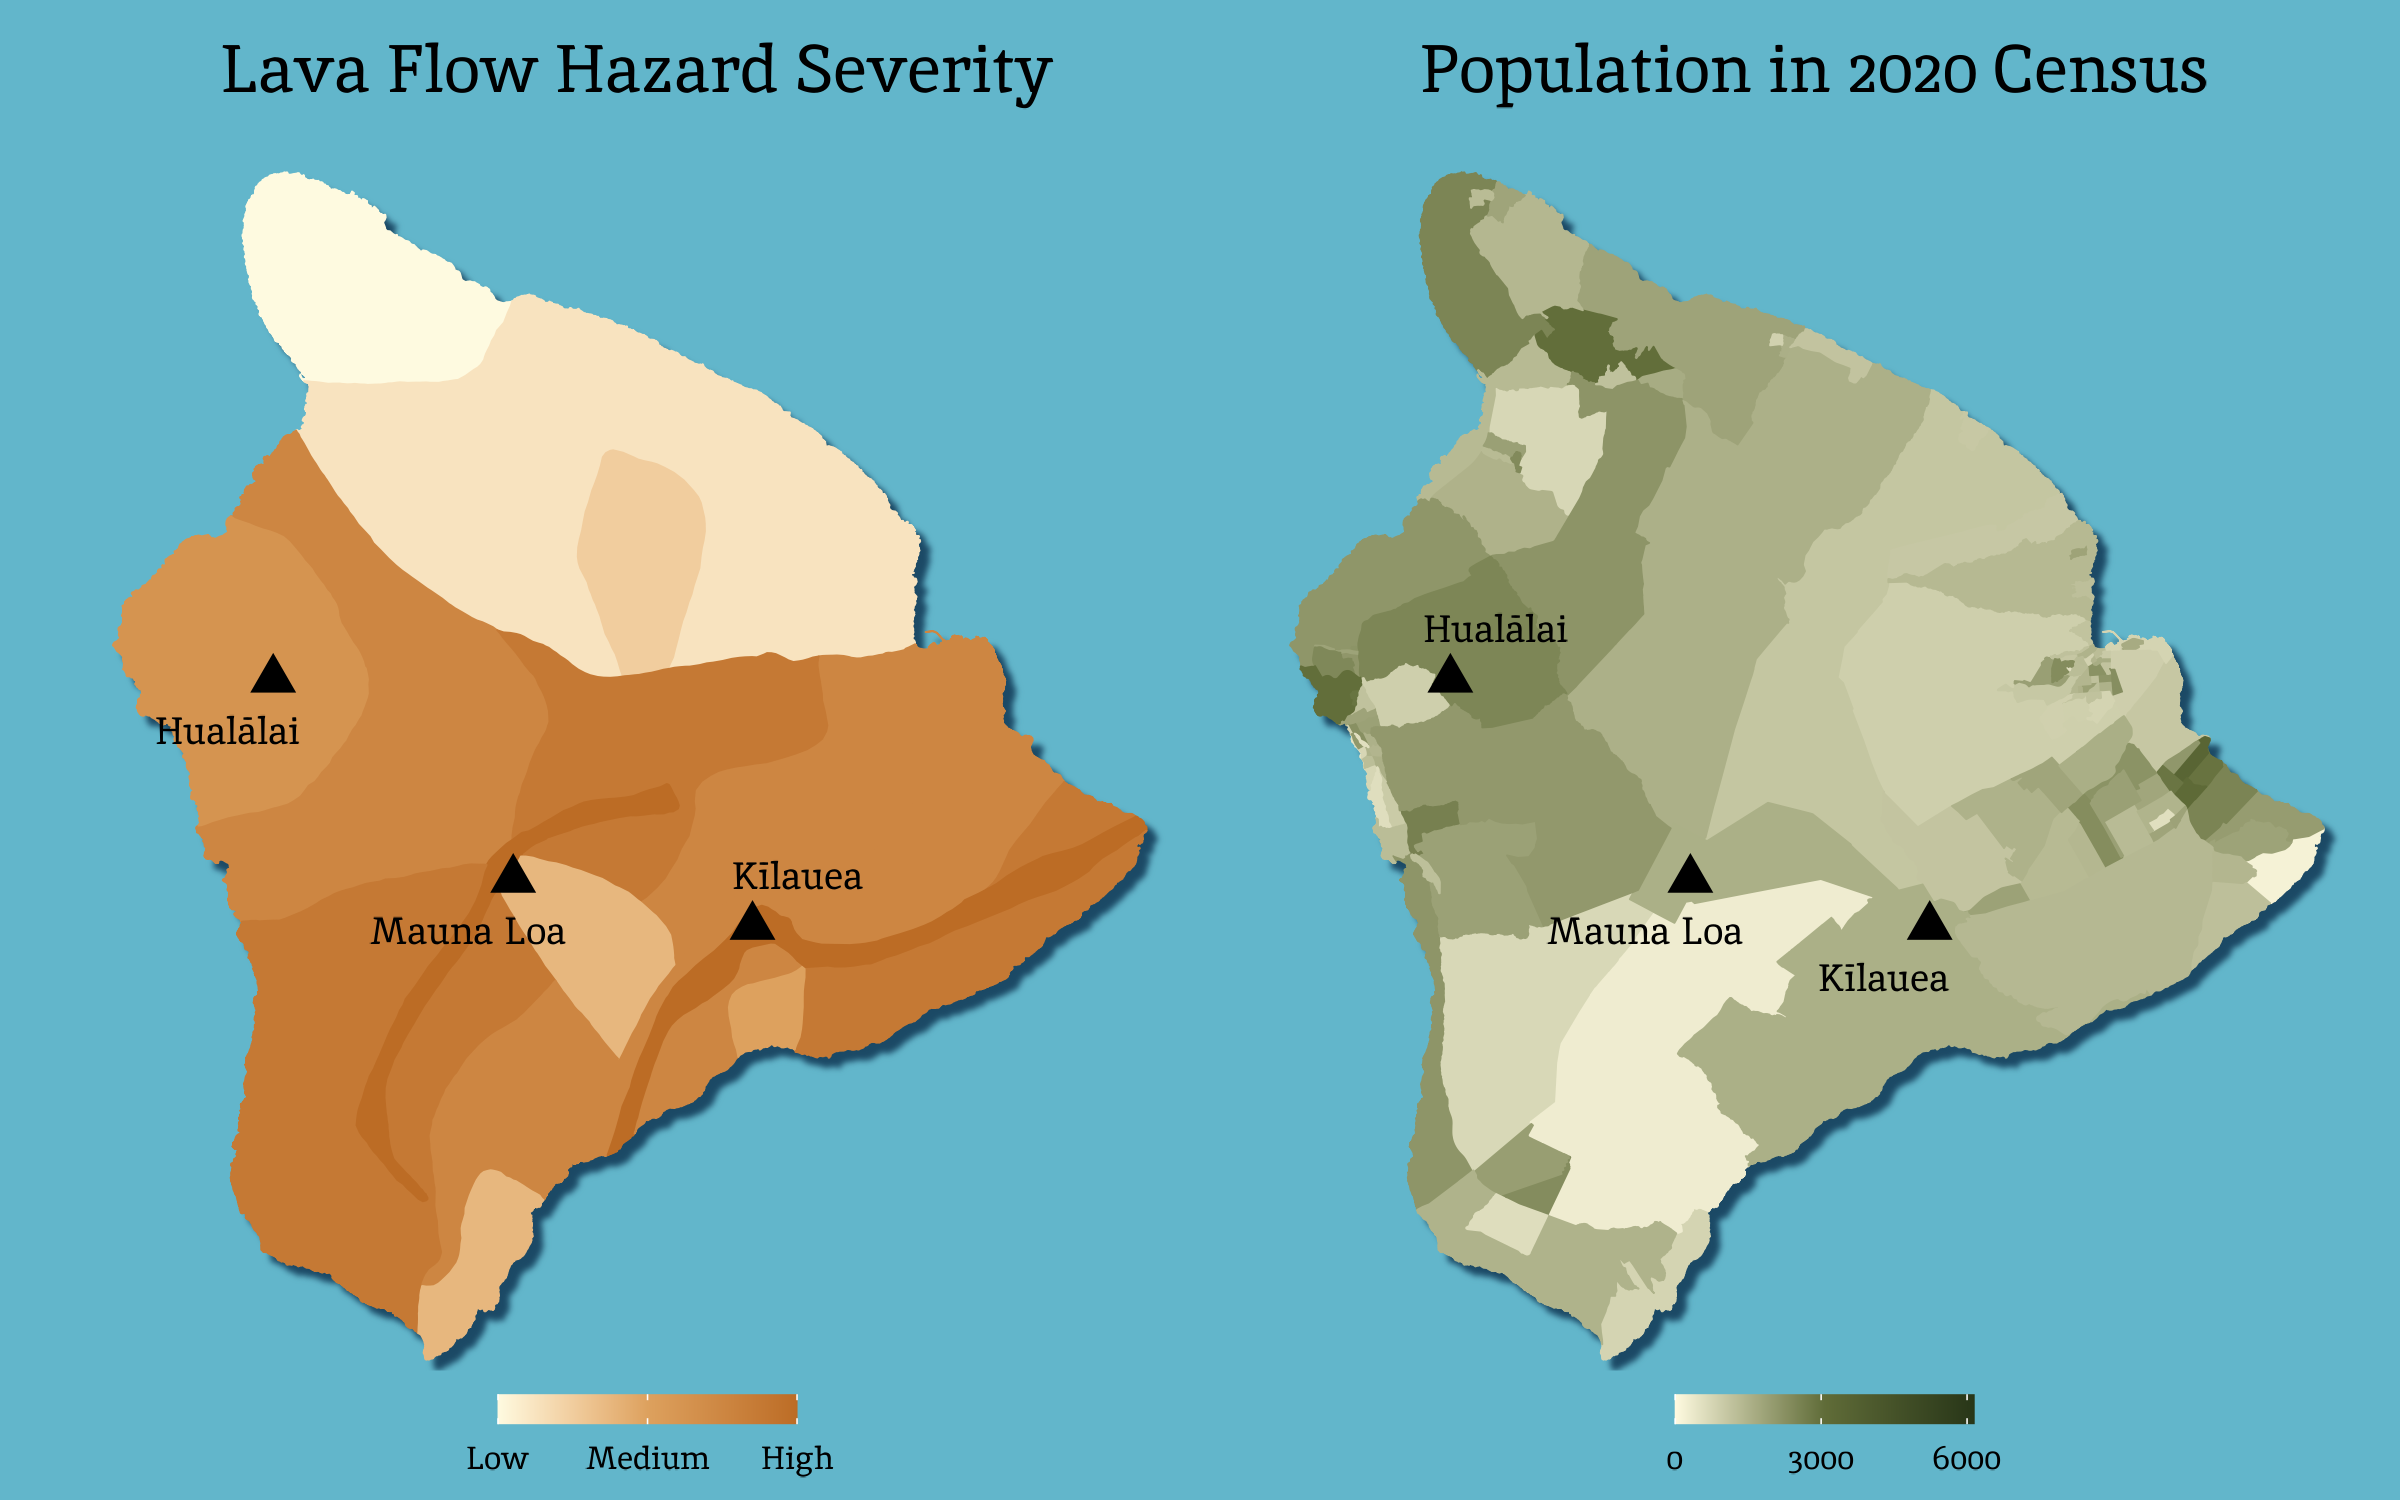 Lava Flow Hazard Severity
Hualālai
Mauna Loa
Kīlauea
Low Medium High
Population in 2020 Census
Hualālai
Mauna Loa
Kīlauea
0 3000 6000